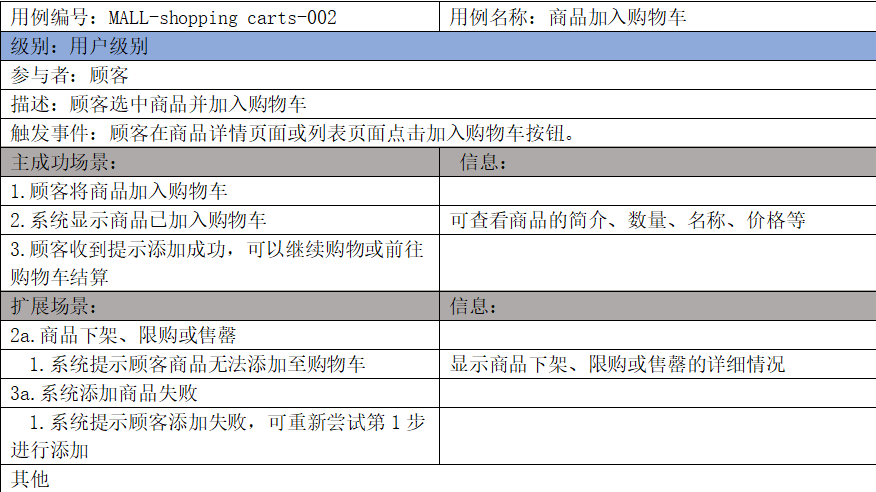 用例编号：MALL-shopping carts-002
用例名称：商品加入购物车
级别：用户级别
参与者：顾客
描述：顾客选中商品并加入购物车
触发事件：顾客在商品详情页面或列表页面点击加入购物车按钮。
主成功场景：
信息：
1.顾客将商品加入购物车
2.系统显示商品已加入购物车
可查看商品的简介、数量、名称、价格等
3.顾客收到提示添加成功，可以继续购物或前往
购物车结算
扩展场景：
信息：
2a.商品下架、限购或售罄
1.系统提示顾客商品无法添加至购物车
显示商品下架、限购或售罄的详细情况
3a.系统添加商品失败
1.系统提示顾客添加失败，可重新尝试第1步
进行添加
其他